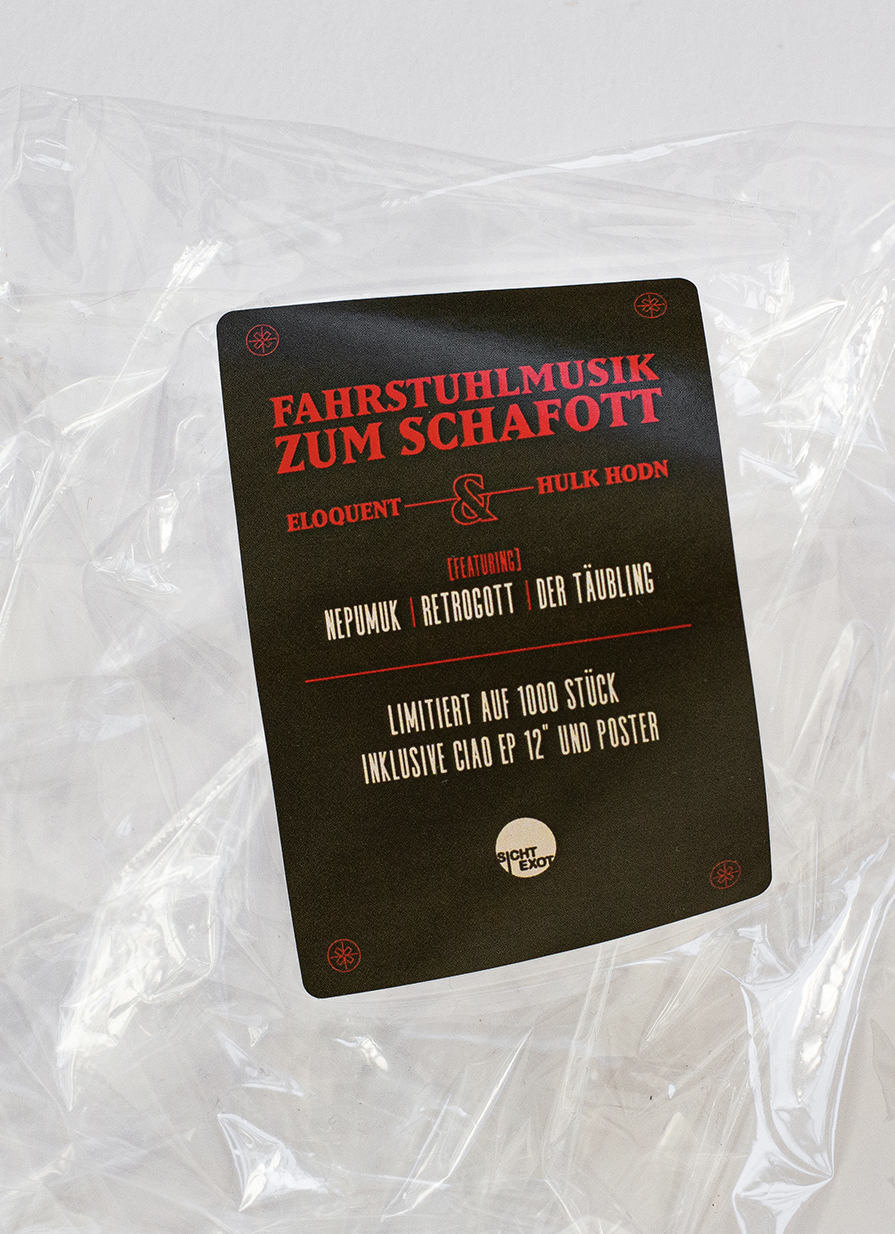 FAHRSTUHLMUSIK
ZUM SCHAFOTT
ELOQUENT & HULK HODN
[FEATURING]
NEPUMUK | RETROGOTT | DER TÄUBLING
LIMITIERT AUF 1000 STÜCK
INKLUSIVE CIAO EP 12" UND POSTER
SICHT
EXOT